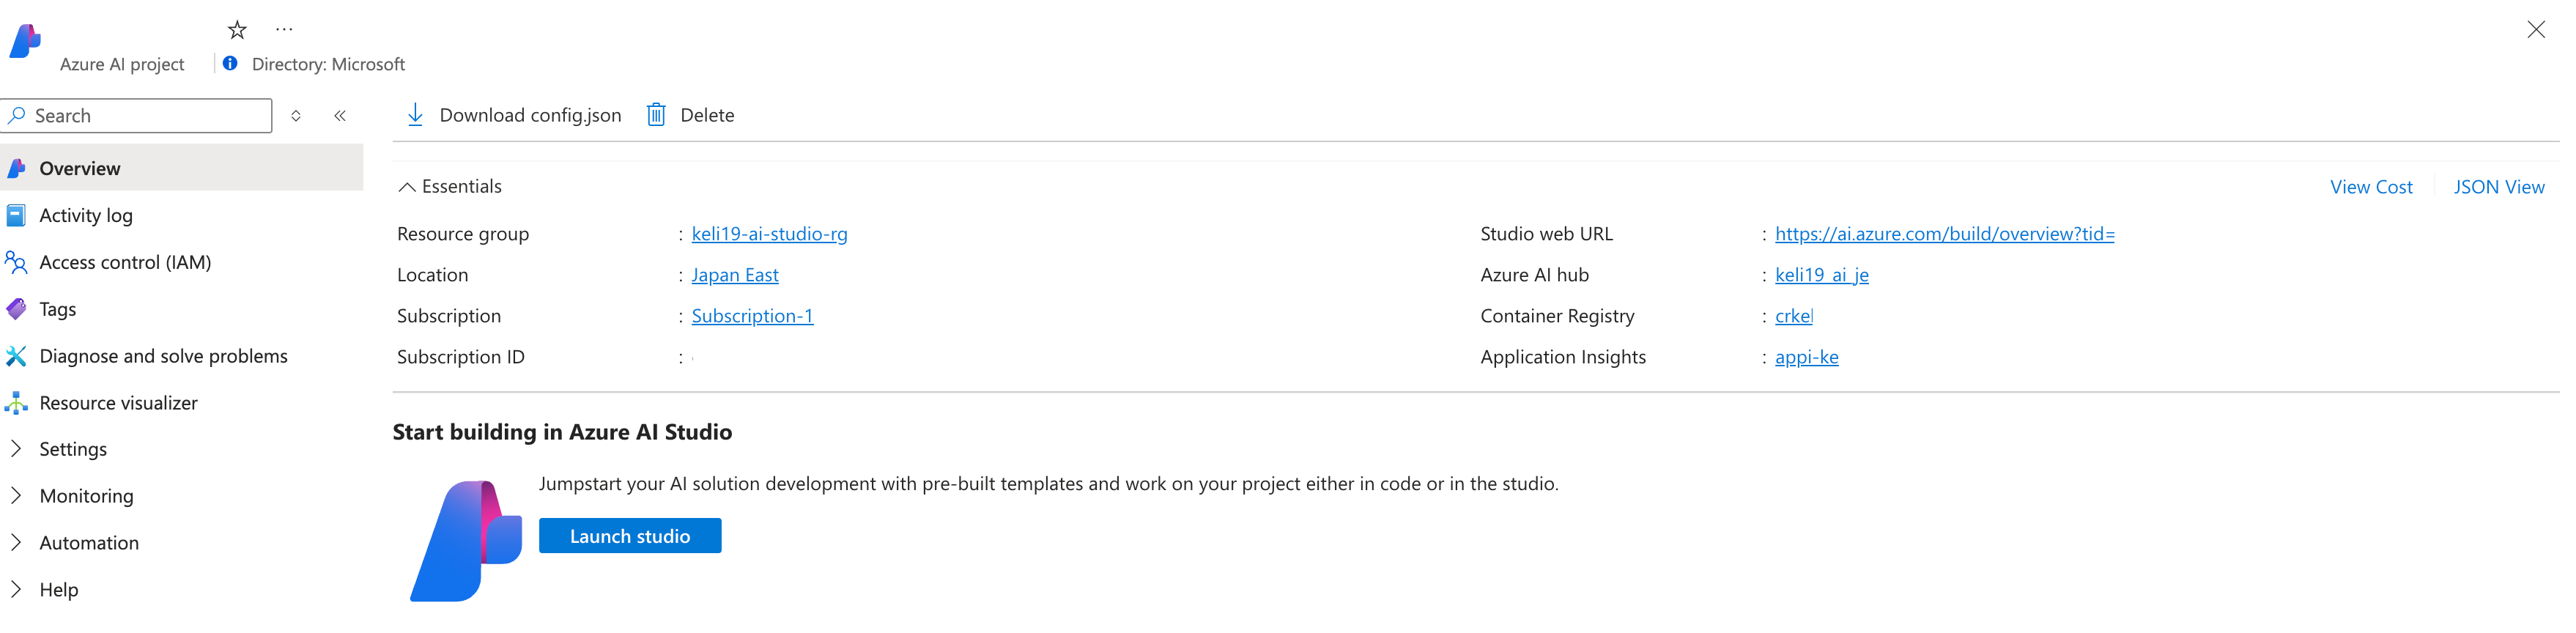 Azure AI project
Directory: Microsoft
Search
Download config.json
Delete
Overview
Activity log
Access control (IAM)
Tags
Diagnose and solve problems
Resource visualizer
Settings
Monitoring
Automation
Help
Essentials
View Cost
JSON View
Resource group : keli19-ai-studio-rg
Location : Japan East
Subscription : Subscription-1
Subscription ID :
Studio web URL : https://ai.azure.com/build/overview?tid=
Azure AI hub : keli19_ai_je
Container Registry : crkel
Application Insights : appi-ke
Start building in Azure AI Studio
Jumpstart your AI solution development with pre-built templates and work on your project either in code or in the studio.
Launch studio